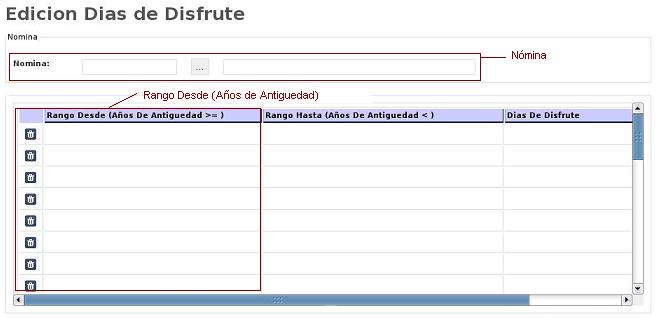 Edicion Dias de Disfrute
Nomina
Nomina:
...
Nómina
Rango Desde (Años de Antiguedad)
Rango Desde (Años De Antiguedad >= )
Rango Hasta (Años De Antiguedad < )
Dias De Disfrute